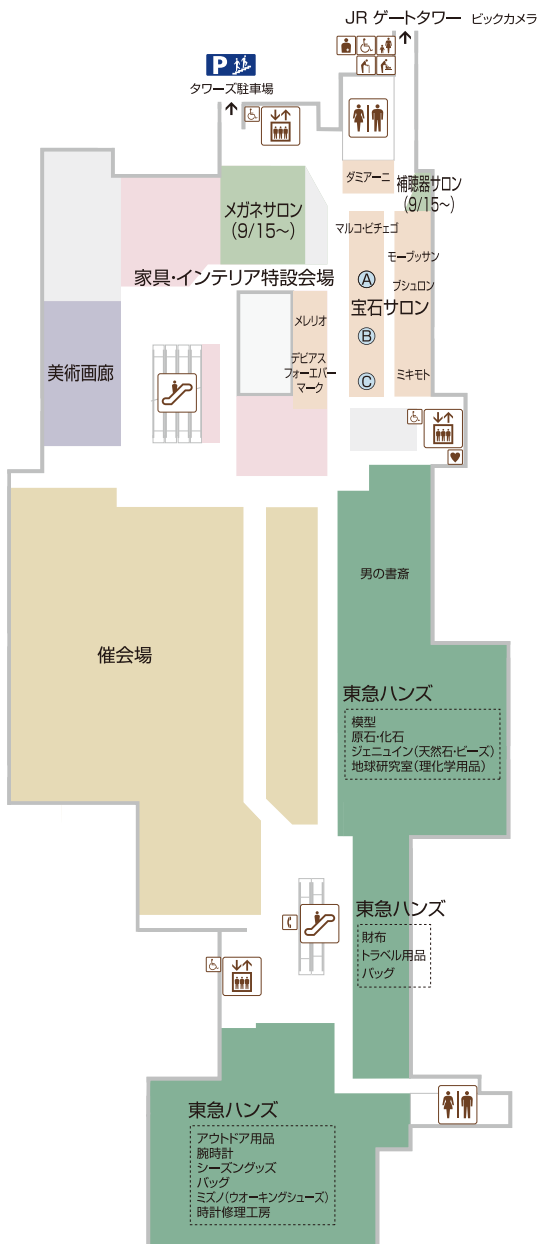 JR ゲートタワー ビックカメラ
P
タワーズ駐車場
ダミアーニ
補聴器サロン
(9/15〜)
メガネサロン
(9/15〜)
マルコ・ビチェゴ
モーブッサン
家具・インテリア特設会場
A
ブシュロン
宝石サロン
メレリオ
B
デビアス
フォーエバー
マーク
美術画廊
C
ミキモト
男の書斎
催会場
東急ハンズ
模型
原石・化石
ジェニュイン(天然石・ビーズ)
地球研究室(理化学用品)
東急ハンズ
財布
トラベル用品
バッグ
東急ハンズ
アウトドア用品
腕時計
シーズングッズ
バッグ
ミズノ(ウオーキングシューズ)
時計修理工房